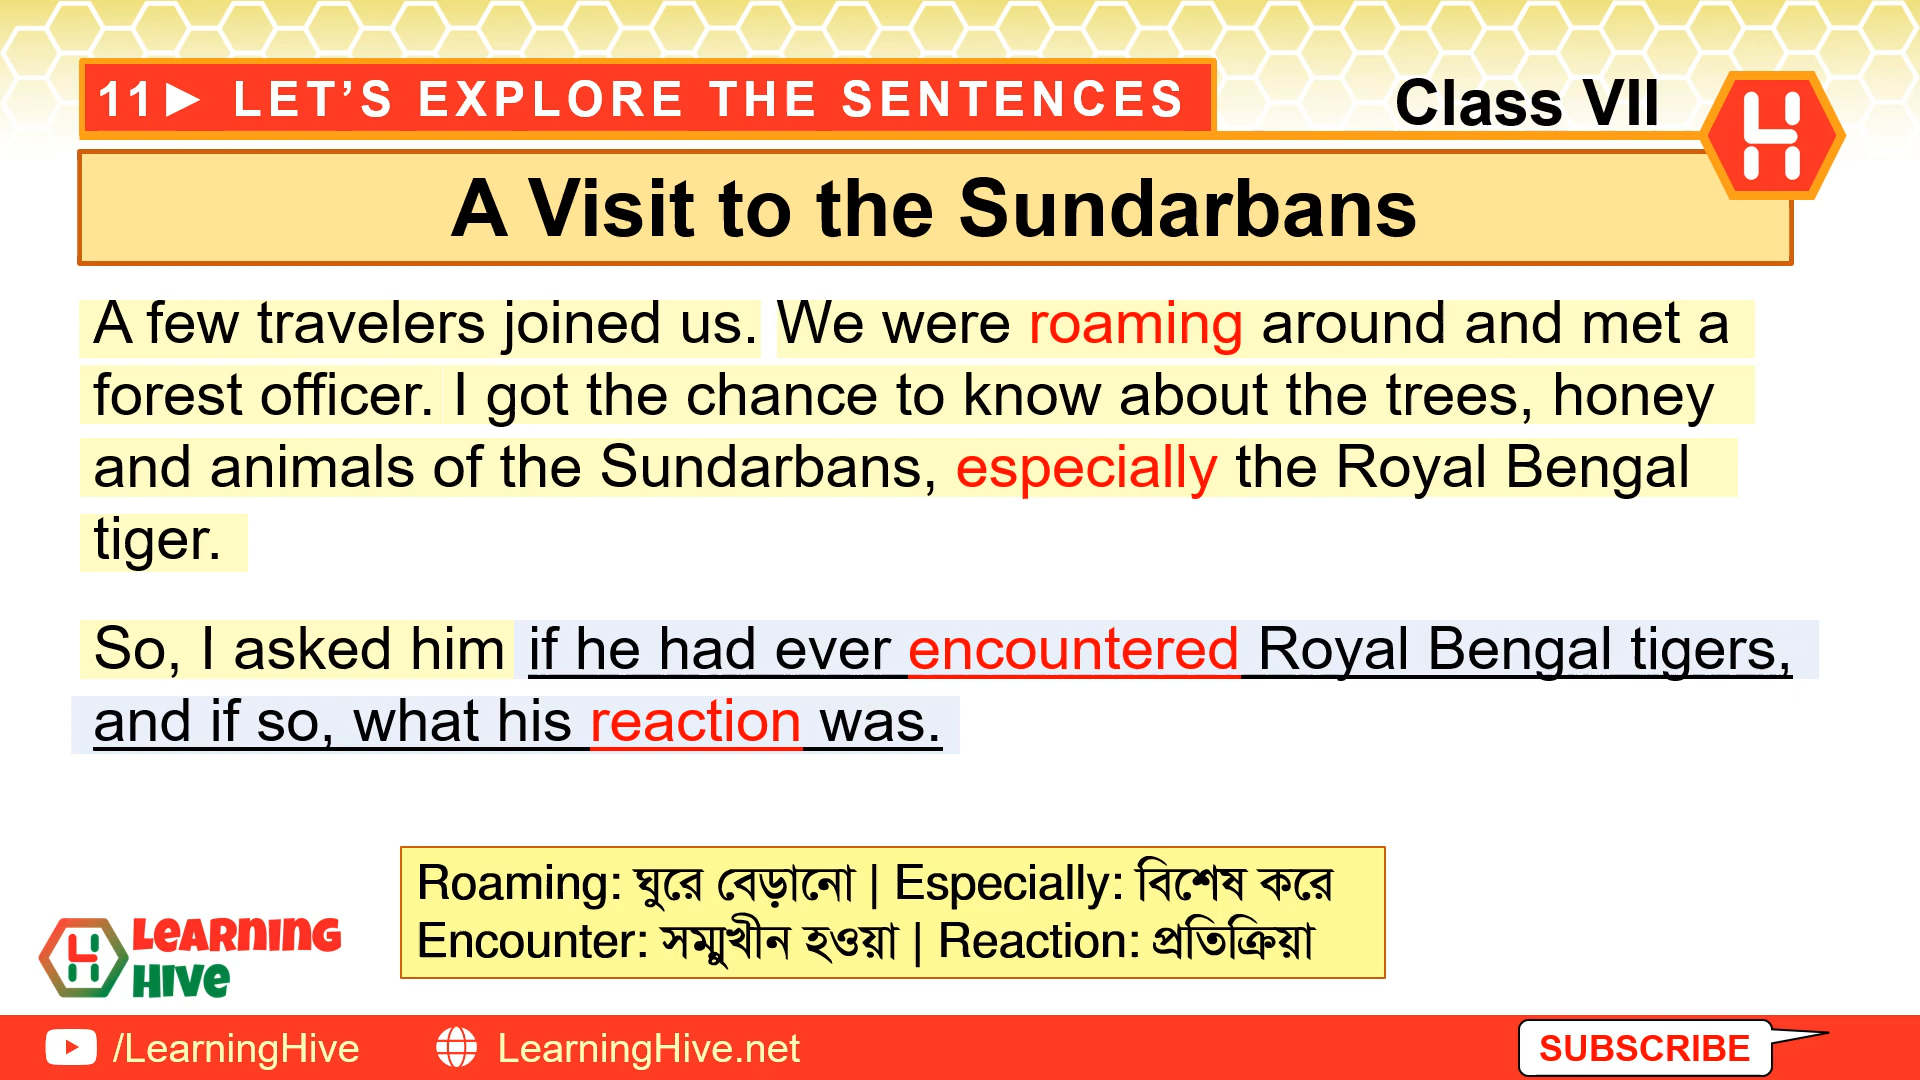 11► LET’S EXPLORE THE SENTENCES
Class VII
A Visit to the Sundarbans
A few travelers joined us. We were roaming around and met a
forest officer. I got the chance to know about the trees, honey
and animals of the Sundarbans, especially the Royal Bengal
tiger.
So, I asked him if he had ever encountered Royal Bengal tigers,
and if so, what his reaction was.
Roaming: ঘুরে বেড়ানো | Especially: বিশেষ করে
Encounter: সম্মুখীন হওয়া | Reaction: প্রতিক্রিয়া
LEARNING
HIVE
/LearningHive
LearningHive.net
SUBSCRIBE